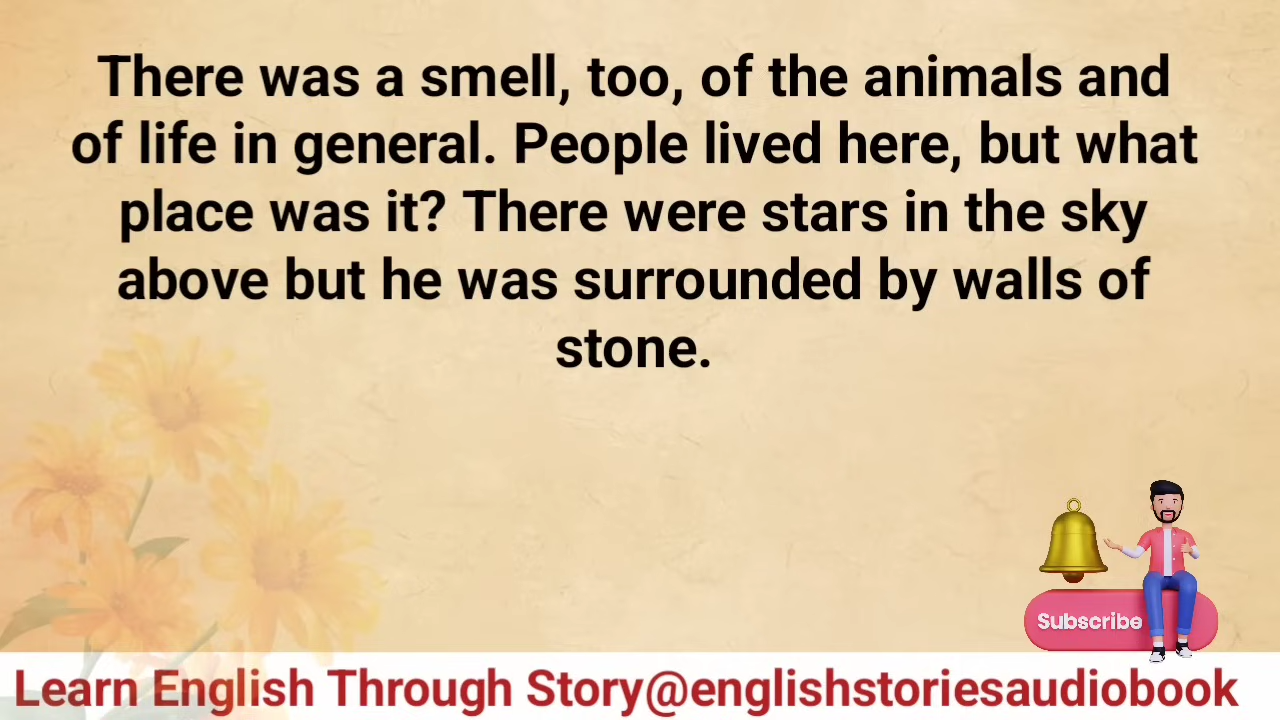 There was a smell, too, of the animals and
of life in general. People lived here, but what
place was it? There were stars in the sky
above but he was surrounded by walls of
stone.
Subscribe
Learn English Through Story@englishstoriesaudiobook